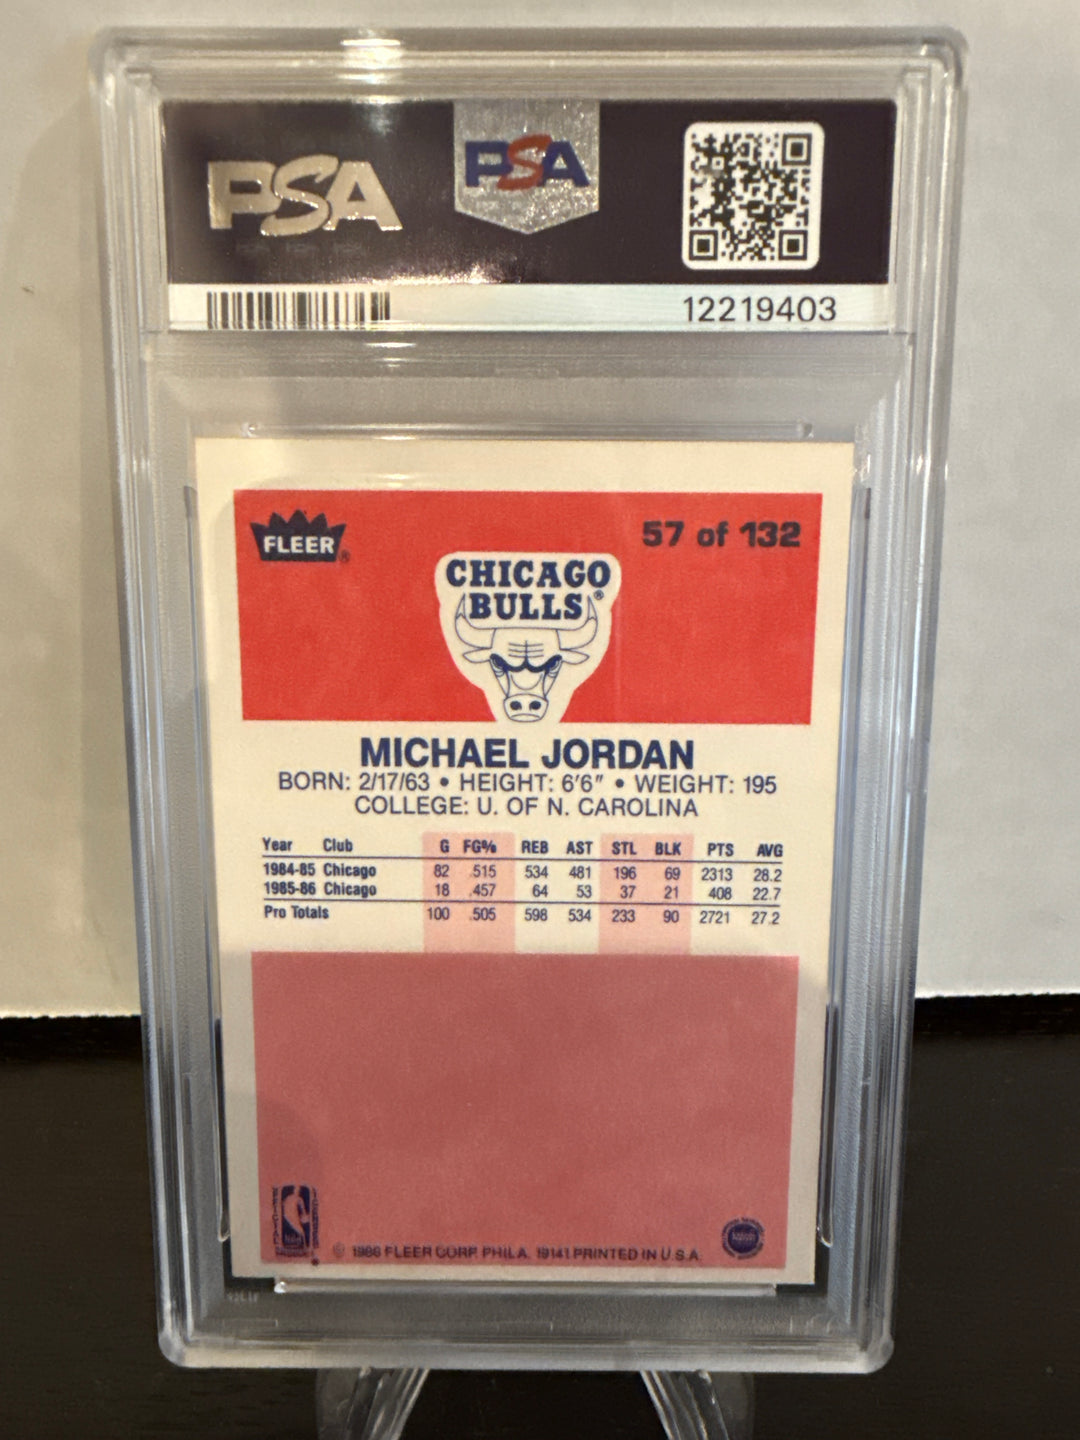 PSA PSA
12219403
FLEER® 57 of 132
CHICAGO
BULLS®
MICHAEL JORDAN
BORN: 2/17/63 • HEIGHT: 6'6" • WEIGHT: 195
COLLEGE: U. OF N. CAROLINA
Year Club G FG% REB AST STL BLK PTS AVG
1984-85 Chicago 82 .515 534 481 196 69 2313 28.2
1985-86 Chicago 18 .457 64 53 37 21 408 22.7
Pro Totals 100 .505 598 534 233 90 2721 27.2
© 1986 FLEER CORP. PHILA. 19141 PRINTED IN U.S.A.